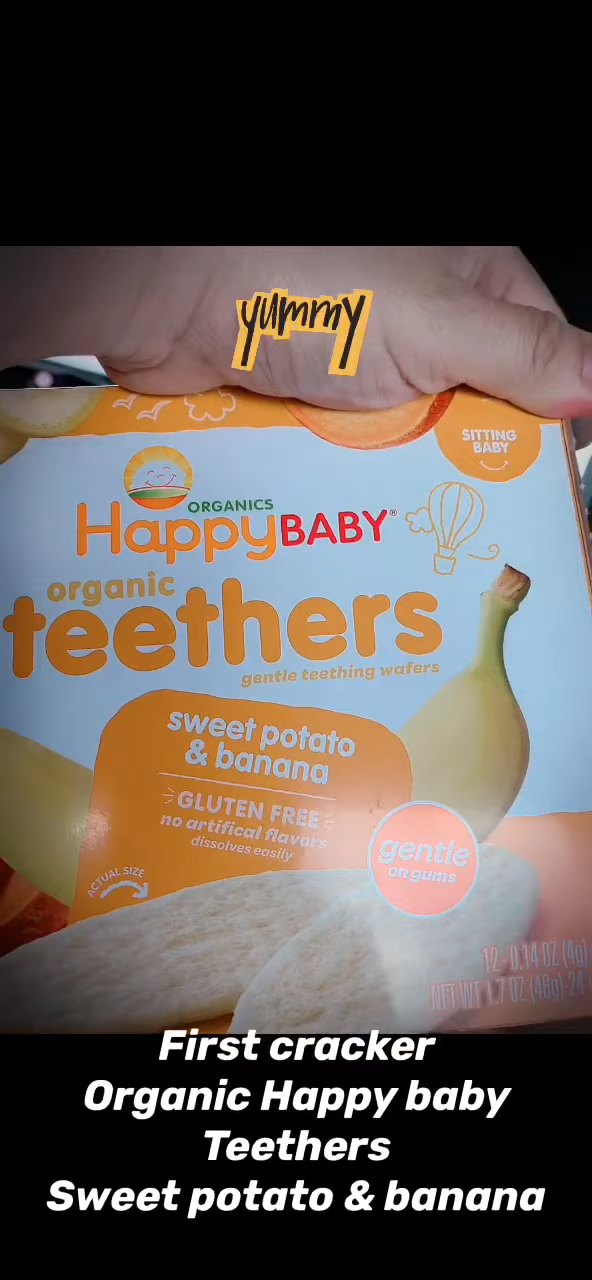 yummy
SITTING
BABY
ORGANICS
HappyBABY®
organic
teethers
gentle teething wafers
sweet potato
& banana
GLUTEN FREE
no artifical flavors
dissolves easily
gentle
on gums
ACTUAL SIZE
12 - 0.14 OZ (4g)
NET WT 1.7 OZ (48g) 24
First cracker
Organic Happy baby
Teethers
Sweet potato & banana